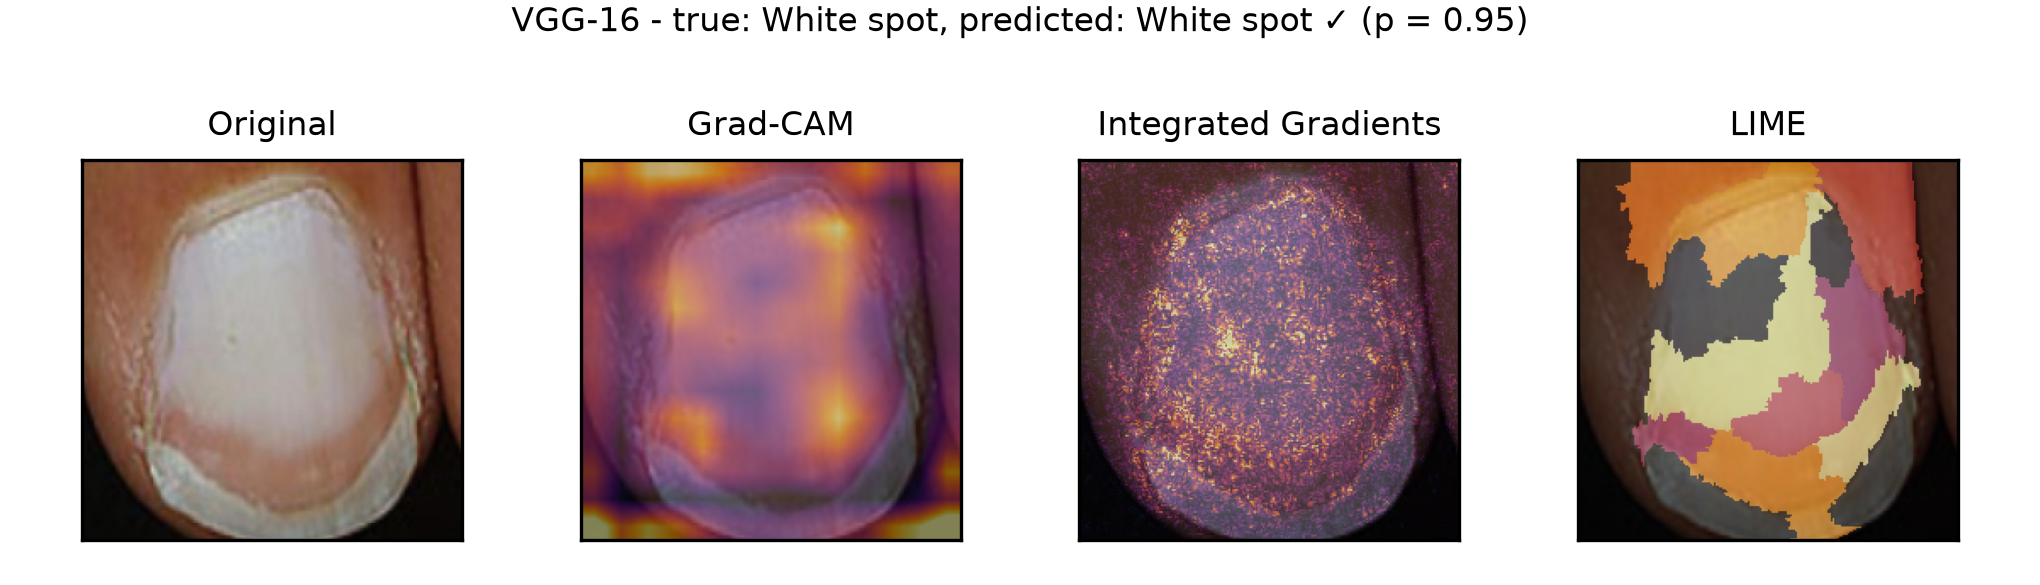 VGG-16 - true: White spot, predicted: White spot ✓ (p = 0.95)
Original
Grad-CAM
Integrated Gradients
LIME